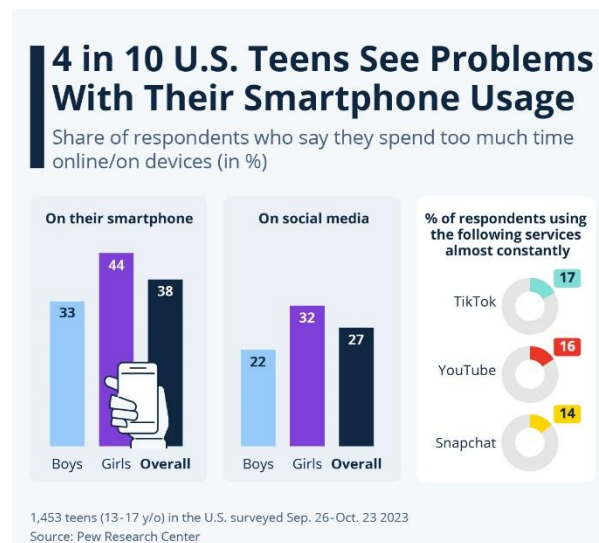 4 in 10 U.S. Teens See Problems
With Their Smartphone Usage
Share of respondents who say they spend too much time
online/on devices (in %)
On their smartphone
33
44
38
Boys Girls Overall
On social media
22
32
27
Boys Girls Overall
% of respondents using
the following services
almost constantly
TikTok 17
YouTube 16
Snapchat 14
1,453 teens (13-17 y/o) in the U.S. surveyed Sep. 26-Oct. 23 2023
Source: Pew Research Center